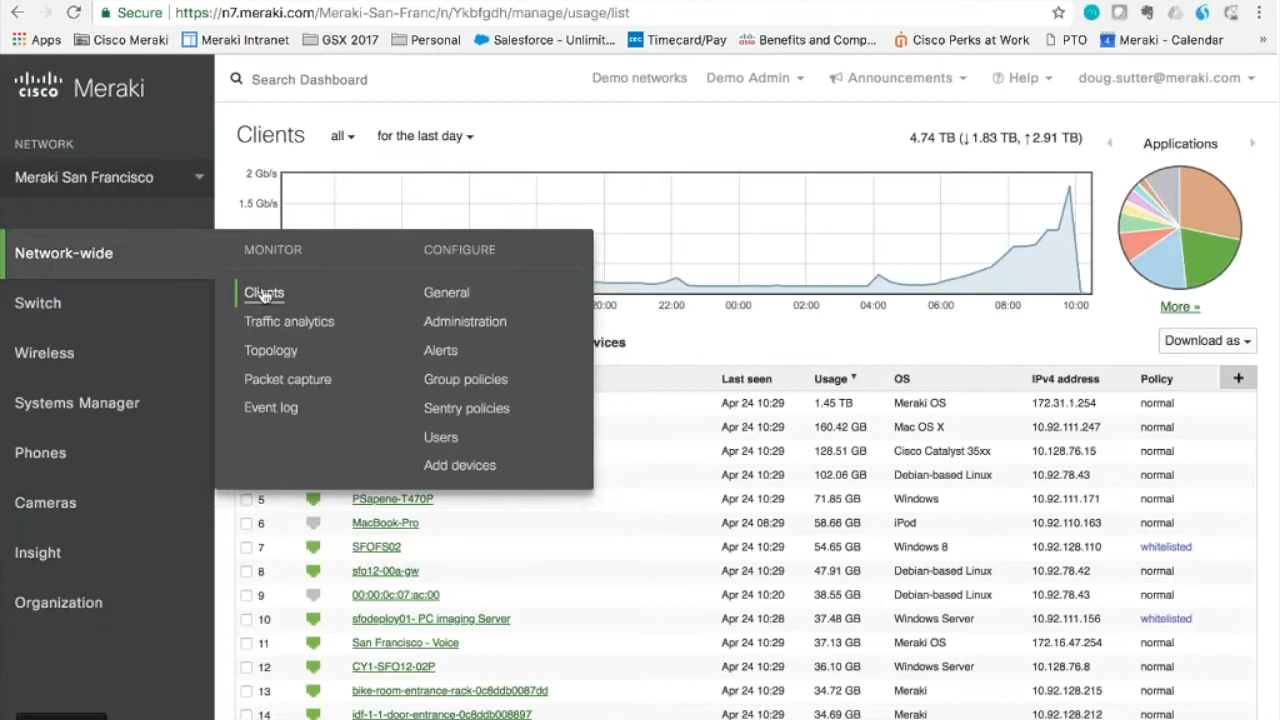 Secure https://n7.meraki.com/Meraki-San-Franc/n/Ykbfgdh/manage/usage/list
Apps Cisco Meraki Meraki Intranet GSX 2017 Personal Salesforce - Unlimit... Timecard/Pay Benefits and Comp... Cisco Perks at Work PTO Meraki - Calendar »
cisco Meraki
Search Dashboard Demo networks Demo Admin Announcements Help doug.sutter@meraki.com
NETWORK
Meraki San Francisco
Network-wide
Switch
Wireless
Systems Manager
Phones
Cameras
Insight
Organization
Clients all for the last day 4.74 TB (↓1.83 TB, ↑2.91 TB)
Applications
More »
2 Gb/s
1.5 Gb/s
20:00 22:00 00:00 02:00 04:00 06:00 08:00 10:00
MONITOR
Clients
Traffic analytics
Topology
Packet capture
Event log
CONFIGURE
General
Administration
Alerts
Group policies
Sentry policies
Users
Add devices
vices
Download as
Last seen Usage OS IPv4 address Policy +
Apr 24 10:29 1.45 TB Meraki OS 172.31.1.254 normal
Apr 24 10:29 160.42 GB Mac OS X 10.92.111.247 normal
Apr 24 10:29 128.51 GB Cisco Catalyst 35xx 10.128.76.15 normal
Apr 24 10:29 102.06 GB Debian-based Linux 10.92.78.43 normal
5 PSapene-T470P Apr 24 10:29 71.85 GB Windows 10.92.111.171 normal
6 MacBook-Pro Apr 24 08:29 58.66 GB iPod 10.92.110.163 normal
7 SFOFS02 Apr 24 10:29 54.65 GB Windows 8 10.92.128.110 whitelisted
8 sfo12-00a-gw Apr 24 10:29 47.91 GB Debian-based Linux 10.92.78.42 normal
9 00:00:0c:07:ac:00 Apr 24 10:20 38.55 GB Debian-based Linux 10.92.78.43 normal
10 sfodeploy01- PC imaging Server Apr 24 10:28 37.48 GB Windows Server 10.92.111.156 whitelisted
11 San Francisco - Voice Apr 24 10:29 37.13 GB Meraki OS 172.16.47.254 normal
12 CY1-SFO12-02P Apr 24 10:29 36.10 GB Windows Server 10.128.76.8 normal
13 bike-room-entrance-rack-0c8ddb0087dd Apr 24 10:29 34.72 GB Meraki 10.92.128.215 normal
14 idf-1-1-door-entrance-0c8ddb008697 Apr 24 10:29 34.69 GB Meraki 10.92.128.212 normal